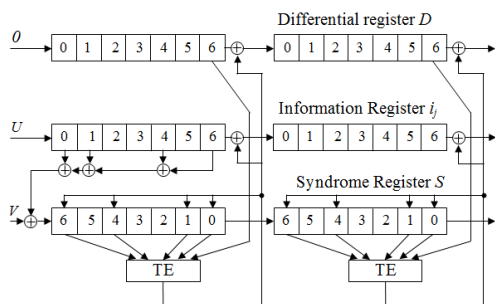 Differential register D
0 0 1 2 3 4 5 6 0 1 2 3 4 5 6
Information Register ij
U 0 1 2 3 4 5 6 0 1 2 3 4 5 6
Syndrome Register S
V 6 5 4 3 2 1 0 6 5 4 3 2 1 0
TE TE